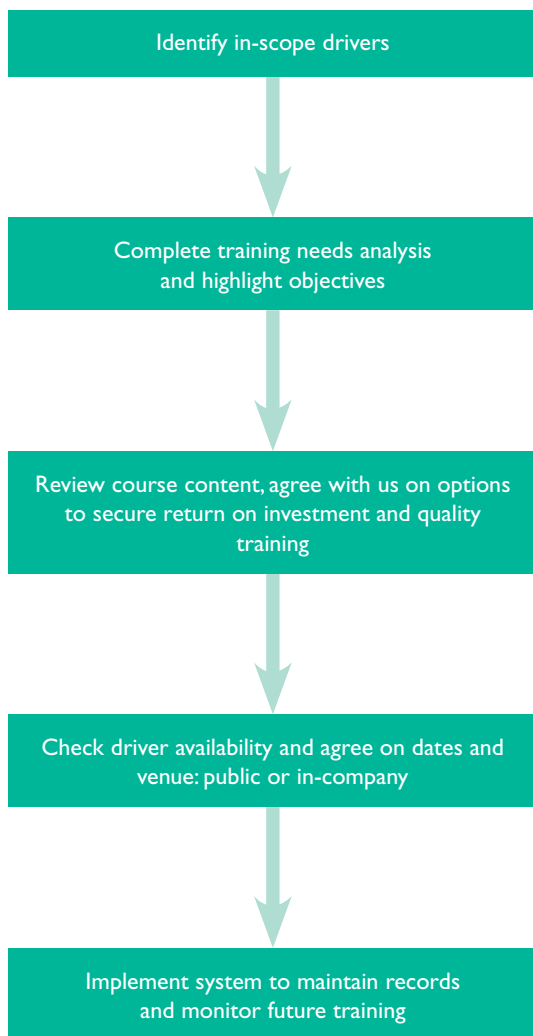 Identify in-scope drivers
Complete training needs analysis
and highlight objectives
Review course content, agree with us on options
to secure return on investment and quality
training
Check driver availability and agree on dates and
venue: public or in-company
Implement system to maintain records
and monitor future training